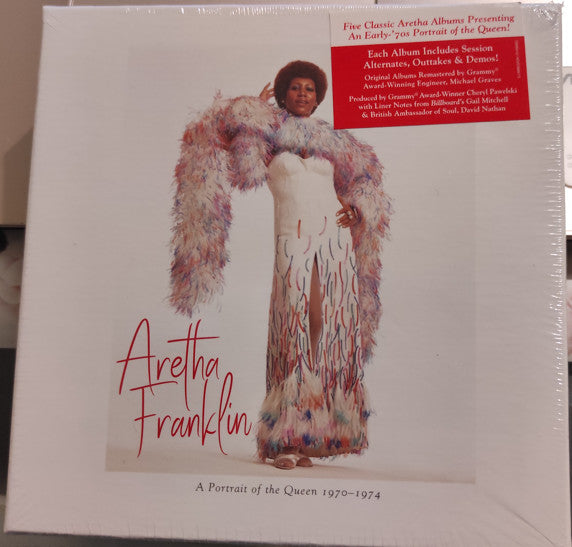 Five Classic Aretha Albums Presenting
An Early-'70s Portrait of the Queen!
Each Album Includes Session
Alternates, Outtakes & Demos!
Original Albums Remastered by Grammy®
Award-Winning Engineer, Michael Graves
Produced by Grammy® Award-Winner Cheryl Pawelski
with Liner Notes from Billboard's Gail Mitchell
& British Ambassador of Soul, David Nathan
Aretha
Franklin
A Portrait of the Queen 1970–1974